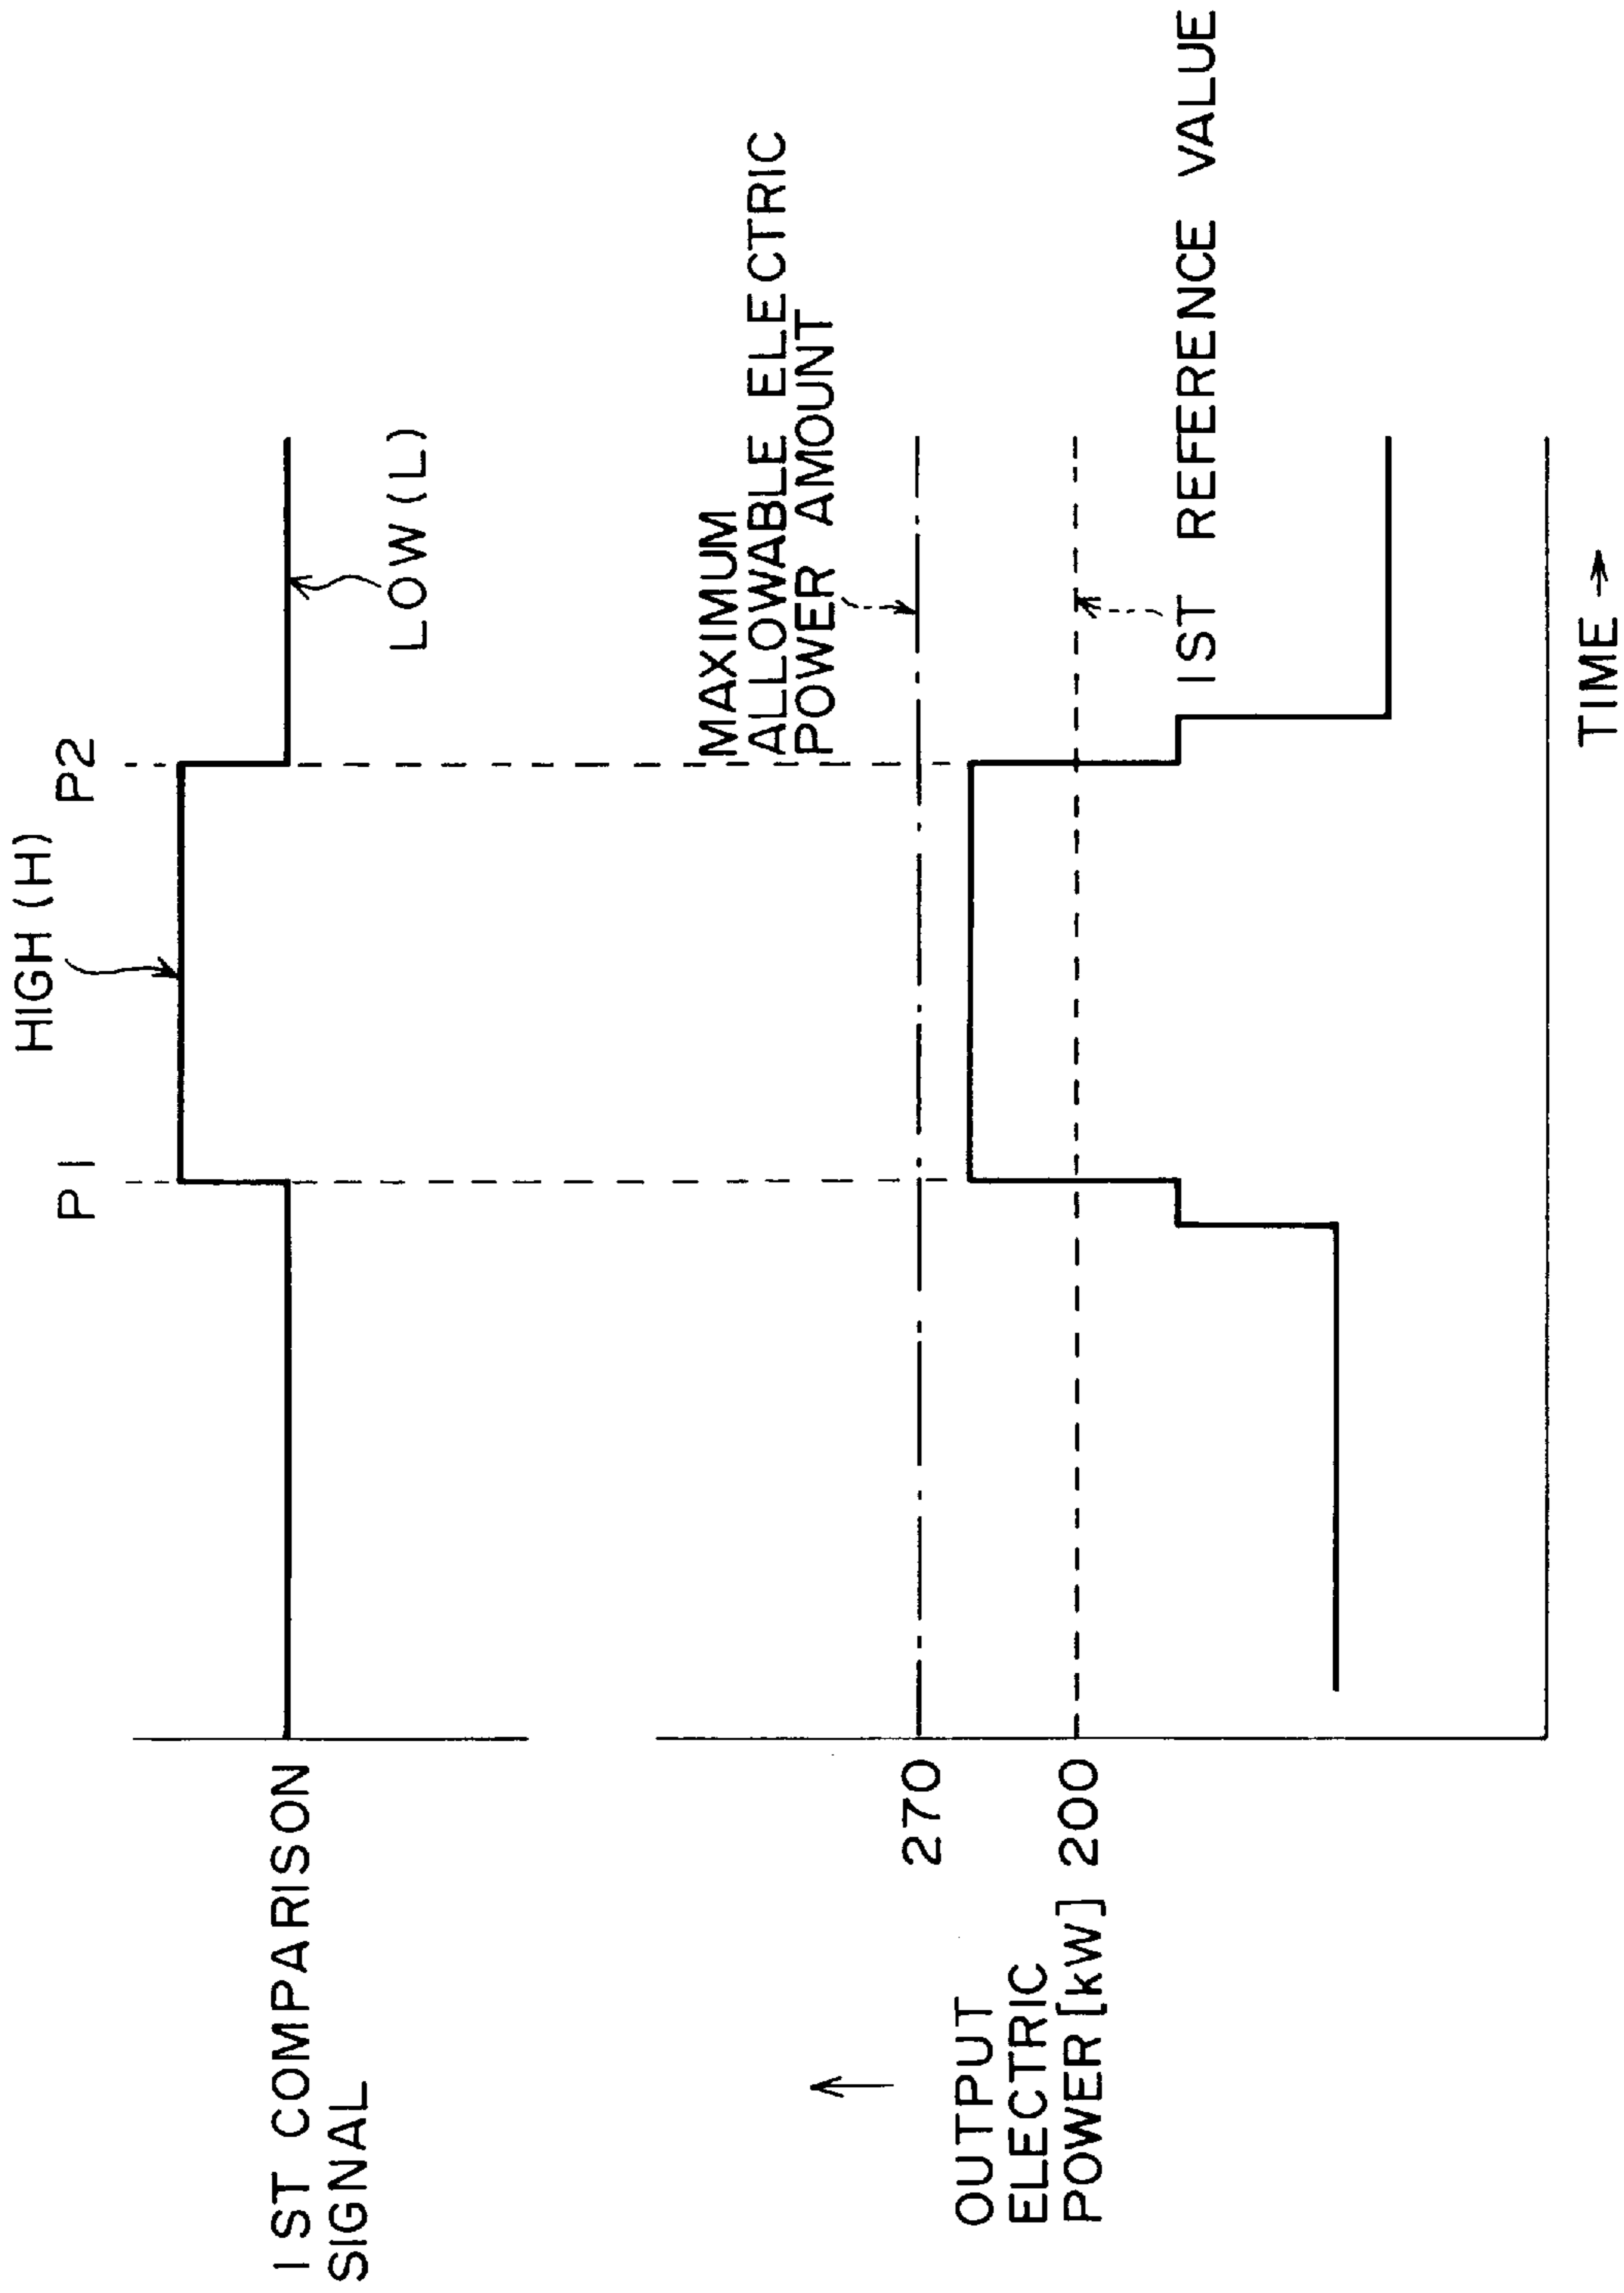 P1
P2
HIGH(H)
LOW(L)
1ST COMPARISON
SIGNAL
MAXIMUM
ALLOWABLE ELECTRIC
POWER AMOUNT
270
OUTPUT
ELECTRIC
POWER[kW]
200
1ST REFERENCE VALUE
TIME